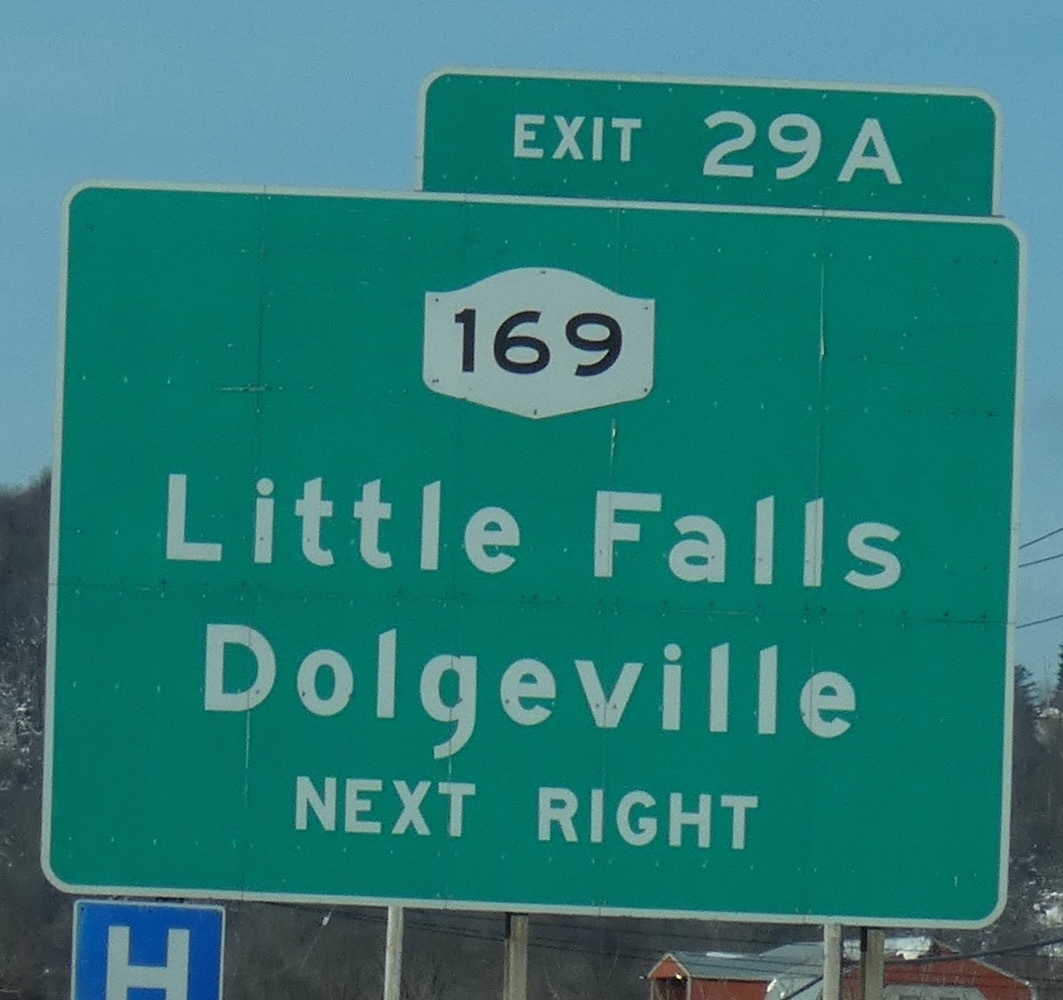 EXIT 29A
169
Little Falls
Dolgeville
NEXT RIGHT
H